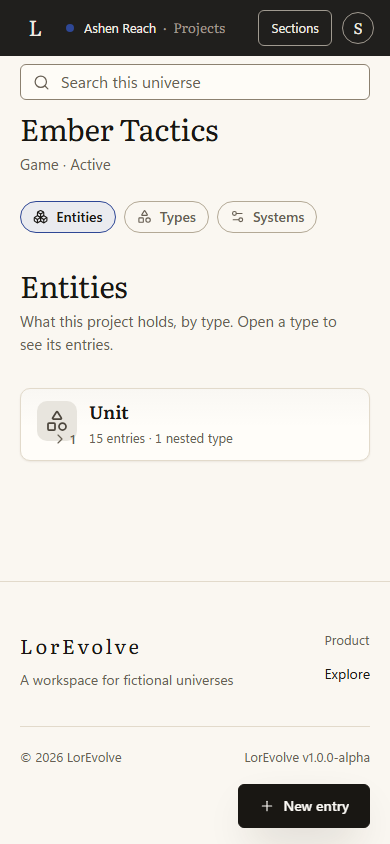 L
Ashen Reach · Projects
Sections
S
Search this universe
Ember Tactics
Game · Active
Entities
Types
Systems
Entities
What this project holds, by type. Open a type to
see its entries.
Unit
1
15 entries · 1 nested type
LorEvolve
Product
A workspace for fictional universes
Explore
© 2026 LorEvolve
LorEvolve v1.0.0-alpha
New entry